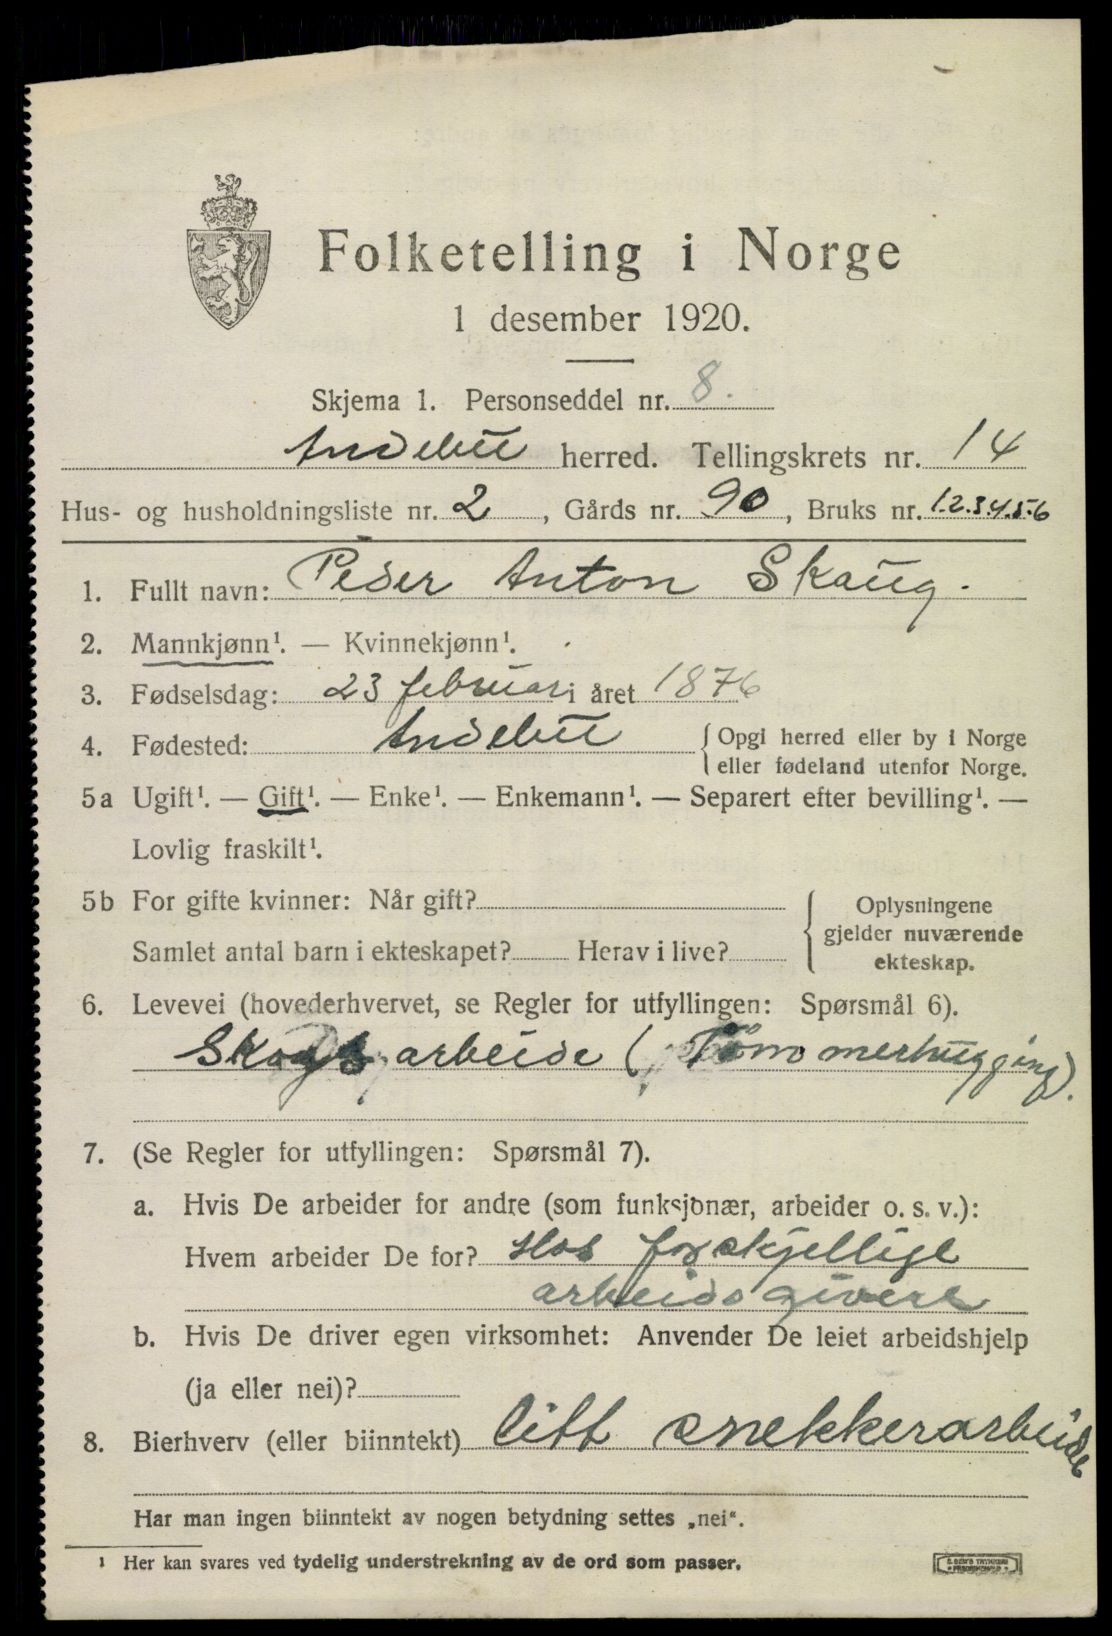 Folketelling i Norge
1 desember 1920.
Skjema 1. Personseddel nr. 8.
Andebu herred. Tellingskrets nr. 14
Hus- og husholdningsliste nr. 2, Gårds nr. 90, Bruks nr. 1.2.3.4.5.6
1. Fullt navn: Peder Anton Skaug.
2. Mannkjønn¹. — Kvinnekjønn¹.
3. Fødselsdag: 23 februar i året 1876
4. Fødested: Andebu
Opgi herred eller by i Norge
eller fødeland utenfor Norge.
5a Ugift¹. — Gift¹. — Enke¹. — Enkemann¹. — Separert efter bevilling¹. —
Lovlig fraskilt¹.
5b For gifte kvinner: Når gift?
Samlet antal barn i ekteskapet? Herav i live?
Oplysningene
gjelder nuværende
ekteskap.
6. Levevei (hovederhvervet, se Regler for utfyllingen: Spørsmål 6).
Skogsarbeide (Tömmerhugging).
7. (Se Regler for utfyllingen: Spørsmål 7).
a. Hvis De arbeider for andre (som funksjonær, arbeider o. s. v.):
Hvem arbeider De for? Hos forskjellige
arbeidsgivere
b. Hvis De driver egen virksomhet: Anvender De leiet arbeidshjelp
(ja eller nei)?
8. Bierhverv (eller biinntekt) litt snekkerarbeide
Har man ingen biinntekt av nogen betydning settes „nei“.
¹ Her kan svares ved tydelig understrekning av de ord som passer.